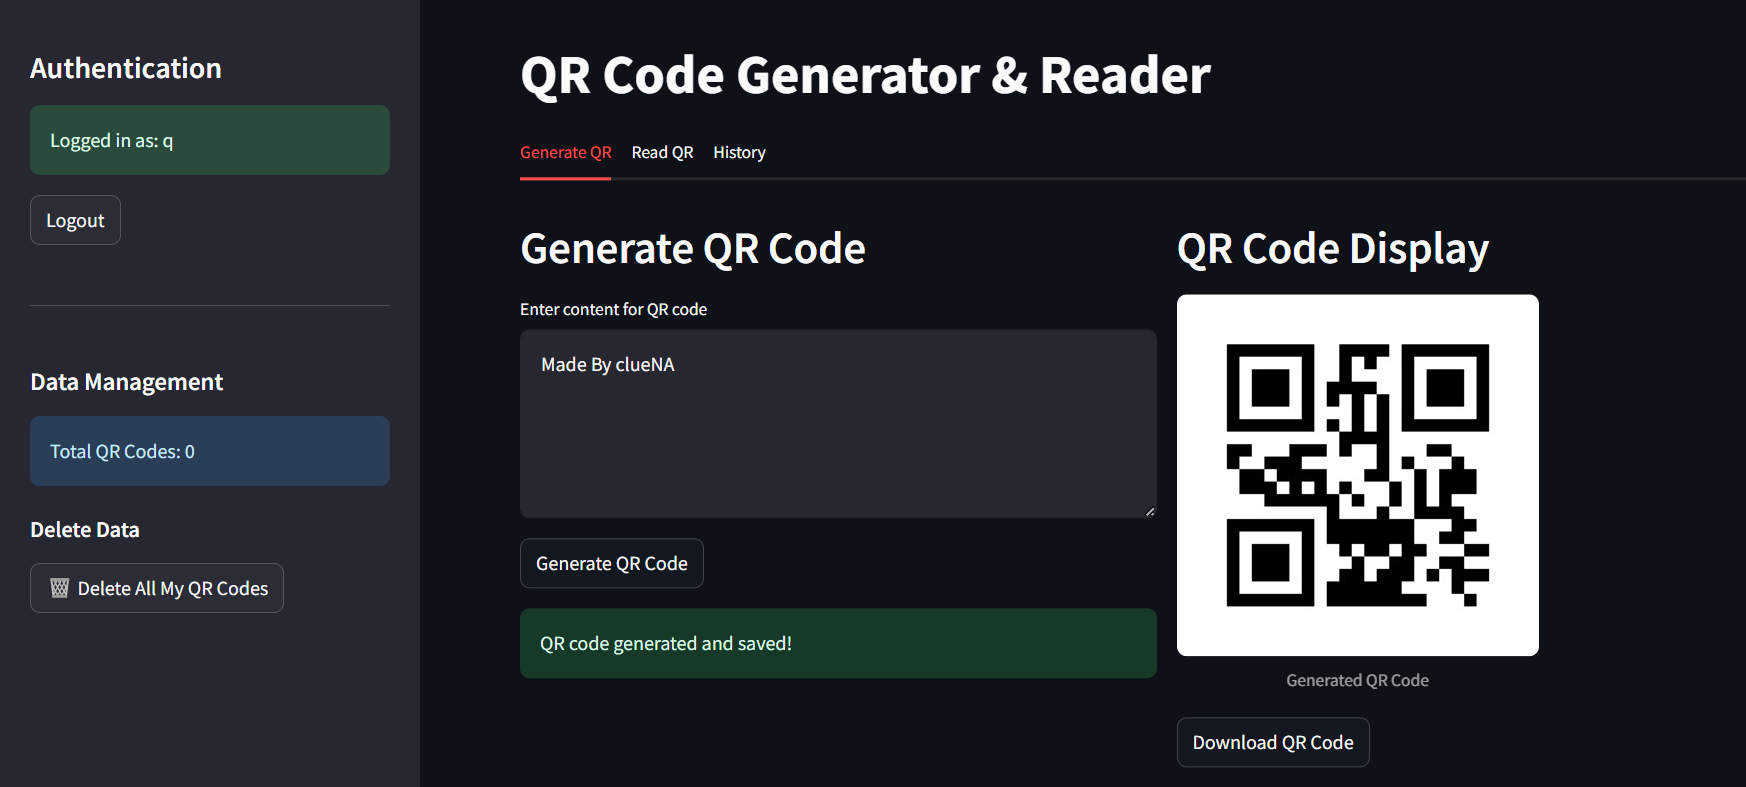 Authentication
Logged in as: q
Logout
Data Management
Total QR Codes: 0
Delete Data
Delete All My QR Codes
QR Code Generator & Reader
Generate QR
Read QR
History
Generate QR Code
Enter content for QR code
Made By clueNA
Generate QR Code
QR code generated and saved!
QR Code Display
Generated QR Code
Download QR Code